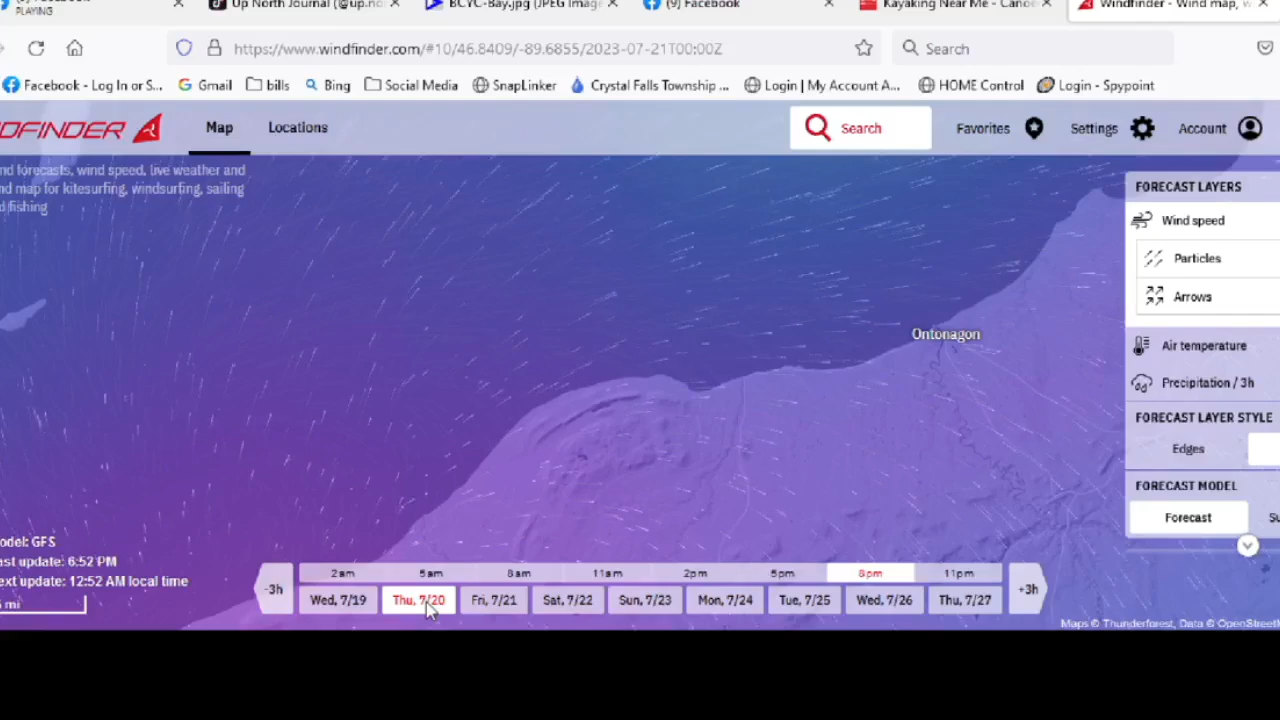 PLAYING
Up North Journal (@up.no
BCYC-Bay.jpg (JPEG Image
(9) Facebook
Kayaking Near Me - Canoe
Windfinder - Wind map, w
https://www.windfinder.com/#10/46.8409/-89.6855/2023-07-21T00:00Z
Search
Facebook - Log In or S...
Gmail
bills
Bing
Social Media
SnapLinker
Crystal Falls Township ...
Login | My Account A...
HOME Control
Login - Spypoint
DFINDER
Map
Locations
Search
Favorites
Settings
Account
nd forecasts, wind speed, live weather and
nd map for kitesurfing, windsurfing, sailing
d fishing
FORECAST LAYERS
Wind speed
Particles
Arrows
Ontonagon
Air temperature
Precipitation / 3h
FORECAST LAYER STYLE
Edges
FORECAST MODEL
Forecast
Su
odel: GFS
ast update: 6:52 PM
ext update: 12:52 AM local time
mi
-3h
2am 5am 8am 11am 2pm 5pm 8pm 11pm
Wed, 7/19 Thu, 7/20 Fri, 7/21 Sat, 7/22 Sun, 7/23 Mon, 7/24 Tue, 7/25 Wed, 7/26 Thu, 7/27
+3h
Maps © Thunderforest, Data © OpenStreetM